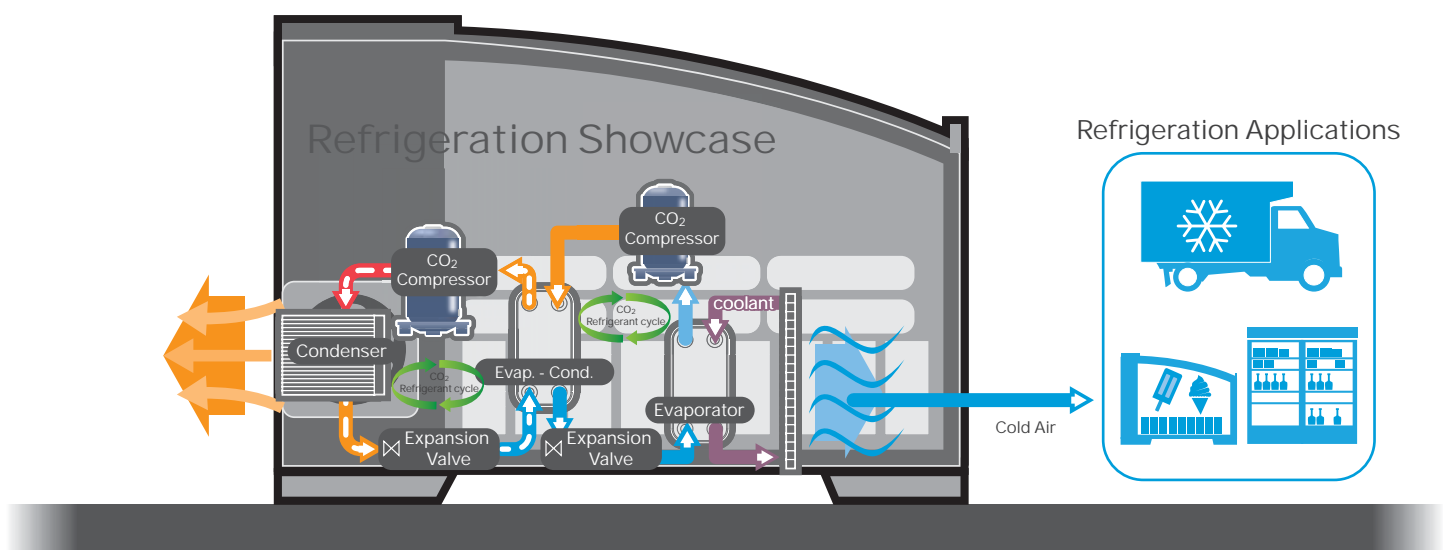 Refrigeration Showcase
Refrigeration Applications
CO₂
Compressor
CO₂
Compressor
coolant
CO₂
Refrigerant cycle
Condenser
Evap. - Cond.
CO₂
Refrigerant cycle
Evaporator
Cold Air
Expansion
Valve
Expansion
Valve